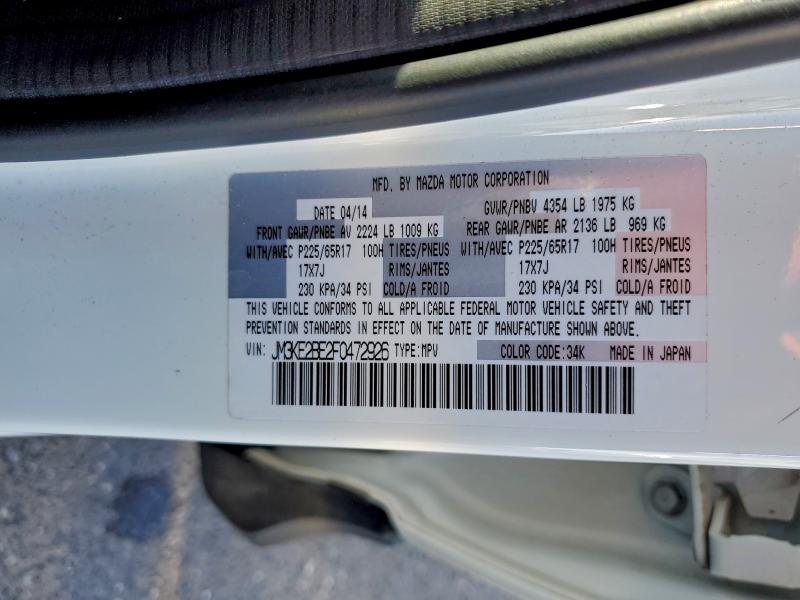 MFD. BY MAZDA MOTOR CORPORATION
DATE 04/14 GVWR/PNBV 4354 LB 1975 KG
FRONT GAWR/PNBE AV 2224 LB 1009 KG REAR GAWR/PNBE AR 2136 LB 969 KG
WITH/AVEC P225/65R17 100H TIRES/PNEUS WITH/AVEC P225/65R17 100H TIRES/PNEUS
17X7J RIMS/JANTES 17X7J RIMS/JANTES
230 KPA/34 PSI COLD/A FROID 230 KPA/34 PSI COLD/A FROID
THIS VEHICLE CONFORMS TO ALL APPLICABLE FEDERAL MOTOR VEHICLE SAFETY AND THEFT
PREVENTION STANDARDS IN EFFECT ON THE DATE OF MANUFACTURE SHOWN ABOVE.
VIN: JM3KE2BE2F0472926 TYPE:MPV COLOR CODE:34K MADE IN JAPAN